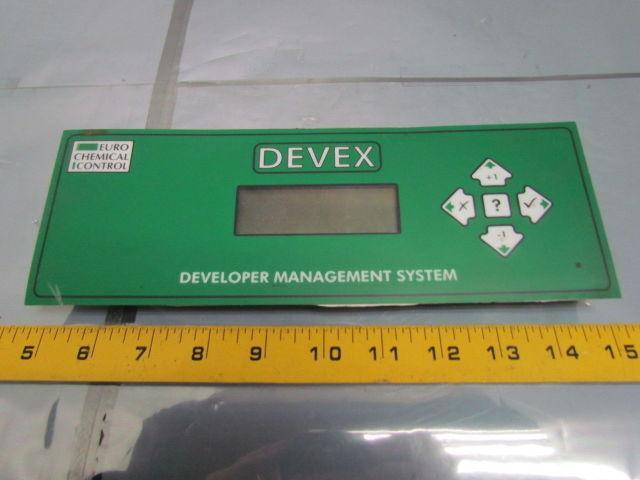 EURO
CHEMICAL
CONTROL
DEVEX
+1
X ? ✓
-1
DEVELOPER MANAGEMENT SYSTEM
5 6 7 8 9 10 11 12 13 14 15